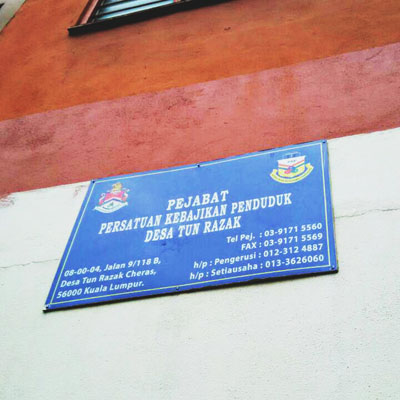 PEJABAT
PERSATUAN KEBAJIKAN PENDUDUK
DESA TUN RAZAK
08-00-04, Jalan 9/118 B,
Desa Tun Razak Cheras,
56000 Kuala Lumpur.
Tel Pej. : 03-9171 5560
FAX : 03-9171 5569
h/p : Pengerusi : 012-312 4887
h/p : Setiausaha : 013-3626060